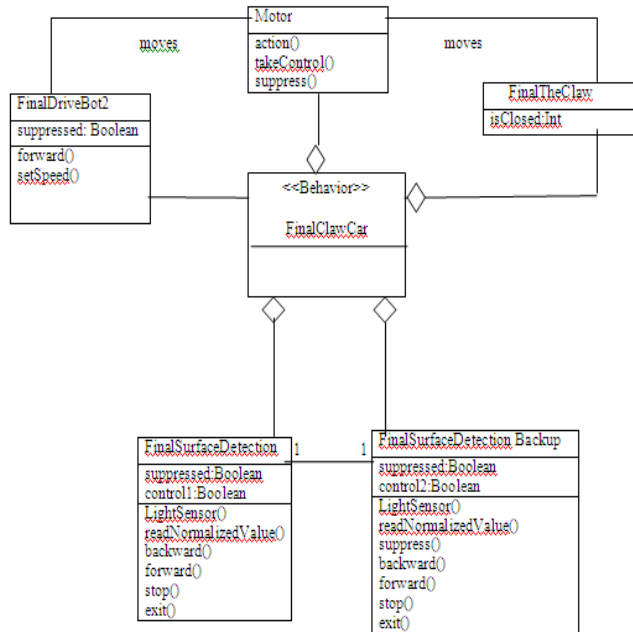 Motor
action()
takeControl()
suppress()
moves
moves
FinalDriveBot2
suppressed: Boolean
forward()
setSpeed()
FinalTheClaw
isClosed:Int
<<Behavior>>
FinalClawCar
FinalSurfaceDetection
suppressed:Boolean
control1:Boolean
LightSensor()
readNormalizedValue()
backward()
forward()
stop()
exit()
1
1
FinalSurfaceDetection Backup
suppressed:Boolean
control2:Boolean
LightSensor()
readNormalizedValue()
suppress()
backward()
forward()
stop()
exit()